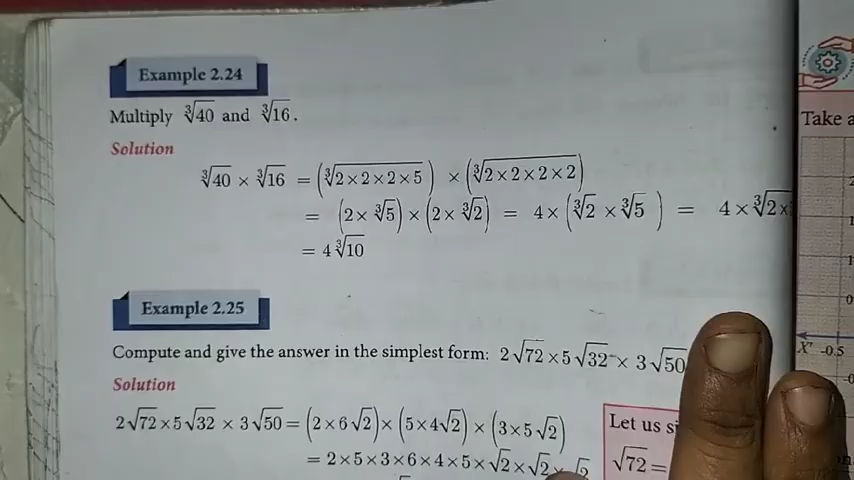 Example 2.24
Multiply ∛40 and ∛16.
Solution
∛40 × ∛16 = (∛(2×2×2×5)) × (∛(2×2×2×2))
= (2× ∛5)×(2× ∛2) = 4×(∛2 ×∛5) = 4×∛(2×
= 4∛10
Example 2.25
Compute and give the answer in the simplest form: 2√72 ×5√32 × 3√50
Solution
2√72 ×5√32 × 3√50 = (2×6√2)×(5×4√2) × (3×5√2)
= 2×5×3×6×4×5×√2×√2×√2
Let us
√72 =
Take a
1
0
X' -0.5